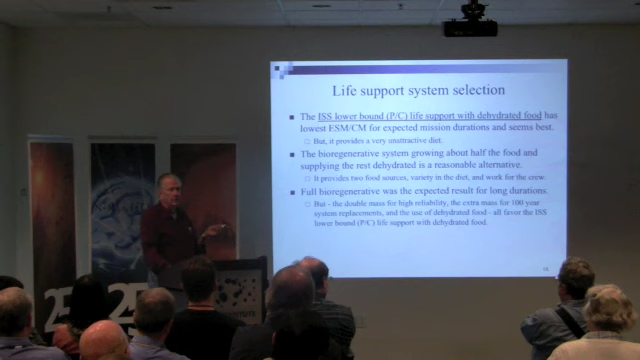 Life support system selection
The ISS lower bound (P/C) life support with dehydrated food has
lowest ESM/CM for expected mission durations and seems best.
But, it provides a very unattractive diet.
The bioregenerative system growing about half the food and
supplying the rest dehydrated is a reasonable alternative.
It provides two food sources, variety in the diet, and work for the crew.
Full bioregenerative was the expected result for long durations.
But - the double mass for high reliability, the extra mass for 100 year
system replacements, and the use of dehydrated food - all favor the ISS
lower bound (P/C) life support with dehydrated food.